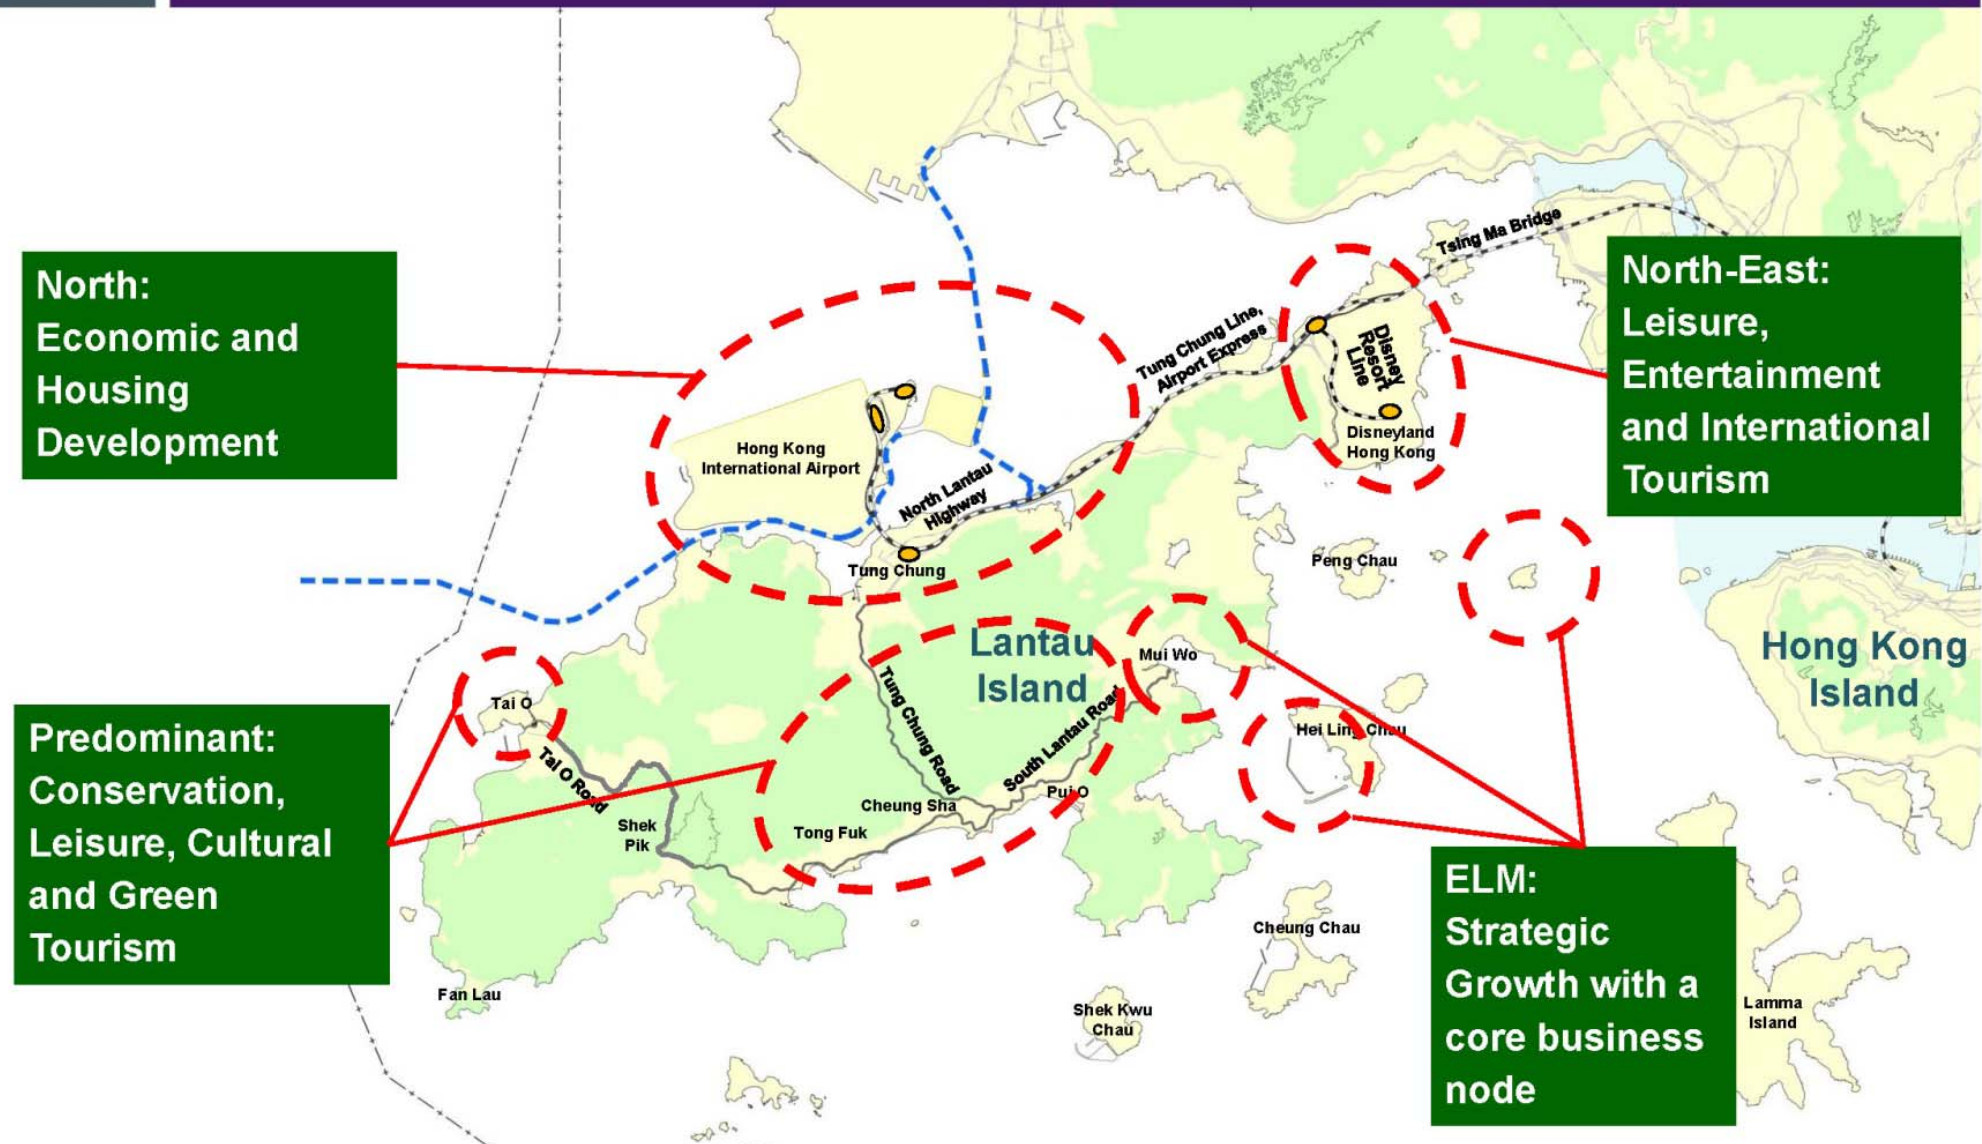 North:
Economic and
Housing
Development
North-East:
Leisure,
Entertainment
and International
Tourism
Predominant:
Conservation,
Leisure, Cultural
and Green
Tourism
ELM:
Strategic
Growth with a
core business
node
Tsing Ma Bridge
Tung Chung Line,
Airport Express
Disney
Resort
Line
Disneyland
Hong Kong
Hong Kong
International Airport
North Lantau
Highway
Tung Chung
Peng Chau
Lantau
Island
Mui Wo
Hong Kong
Island
Tai O
Tai O Road
Tung Chung Road
South Lantau Road
Hei Ling Chau
Pui O
Cheung Sha
Tong Fuk
Shek
Pik
Cheung Chau
Fan Lau
Shek Kwu
Chau
Lamma
Island